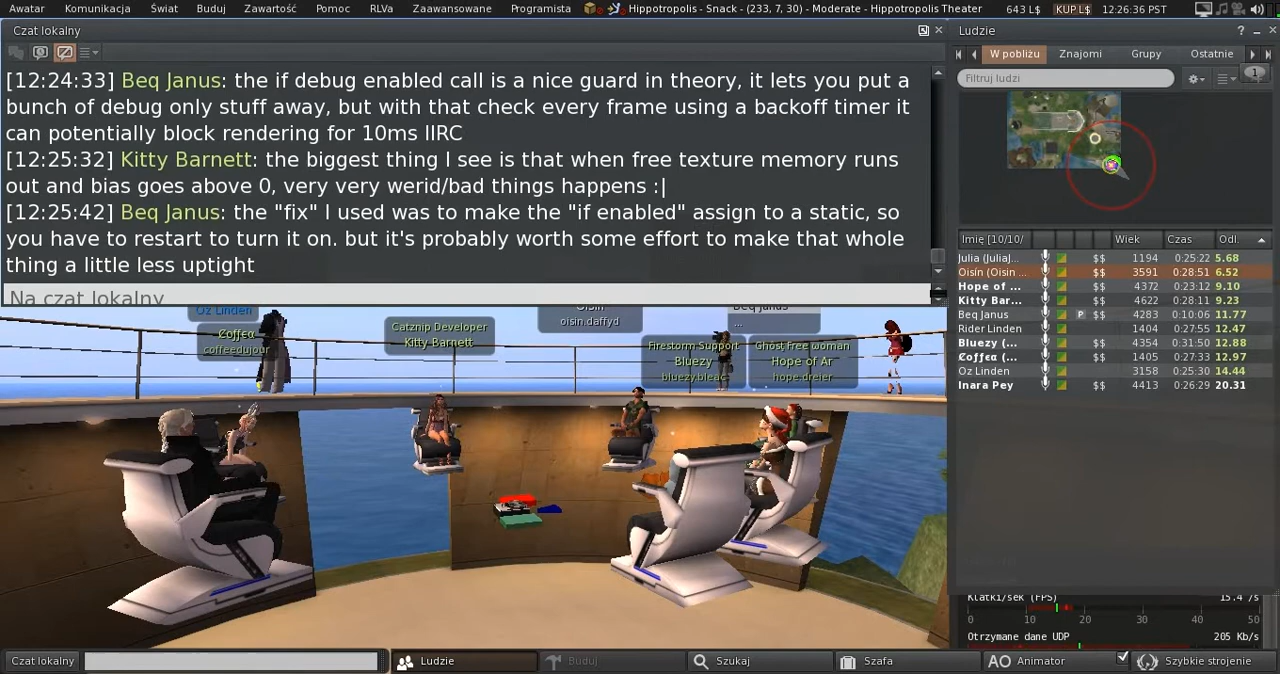 Awatar Komunikacja Świat Buduj Zawartość Pomoc RLVa Zaawansowane Programista Hippotropolis - Snack - (233, 7, 30) - Moderate - Hippotropolis Theater 643 L$ KUP L$ 12:26:36 PST
Czat lokalny
[12:24:33] Beq Janus: the if debug enabled call is a nice guard in theory, it lets you put a
bunch of debug only stuff away, but with that check every frame using a backoff timer it
can potentially block rendering for 10ms IIRC
[12:25:32] Kitty Barnett: the biggest thing I see is that when free texture memory runs
out and bias goes above 0, very very werid/bad things happens :|
[12:25:42] Beq Janus: the "fix" I used was to make the "if enabled" assign to a static, so
you have to restart to turn it on. but it's probably worth some effort to make that whole
thing a little less uptight
Na czat lokalny
Oz Linden
Coffee
coffeedujour
Catznip Developer
Kitty Barnett
Oisin
oisin.daffyd
Beq Janus
...
Firestorm Support
Bluezy
Ghost Free woman
Hope of Ar
hope.dreier
Ludzie
? – ×
W pobliżu Znajomi Grupy Ostatnie
Filtruj ludzi
1
Imię [10/10/ Wiek Czas Odl.
Julia (JuliaJ... $$ 1194 0:25:22 5.68
Oisín (Oisin ... $$ 3591 0:28:51 6.52
Hope of ... $$ 4372 0:23:12 9.10
Kitty Bar... $$ 4622 0:28:11 9.23
Beq Janus P $$ 4283 0:10:06 11.77
Rider Linden 1404 0:27:55 12.47
Bluezy (... $$ 4354 0:31:50 12.88
Coffee (... $$ 1405 0:27:33 12.97
Oz Linden 3158 0:25:30 14.44
Inara Pey $$ 4413 0:26:29 20.31
Klatki/sek (FPS) 15.4 /s
0 10 20 30 40 50
Otrzymane dane UDP 205 Kb/s
Czat lokalny Ludzie Buduj Szukaj Szafa AO Animator Szybkie strojenie